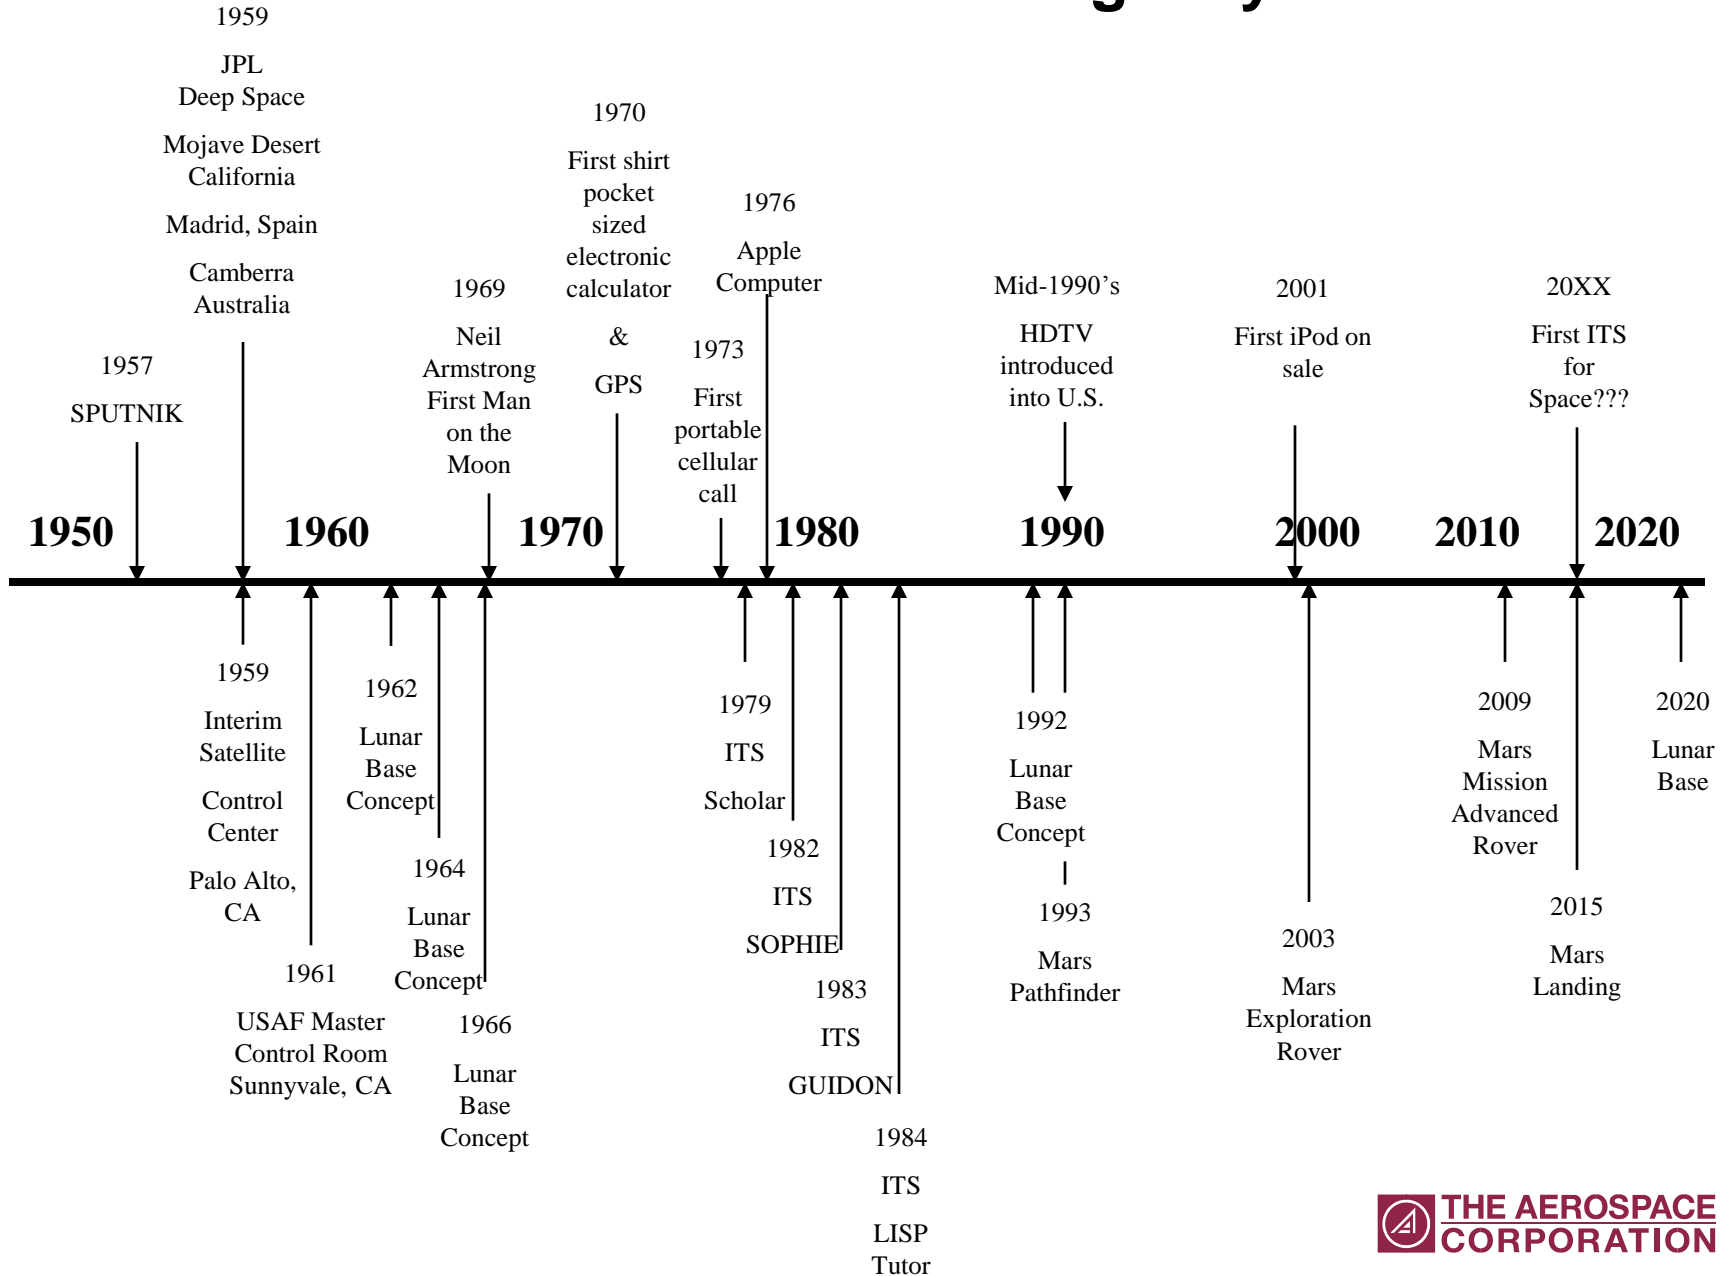 1959
JPL
Deep Space
Mojave Desert
California
Madrid, Spain
Camberra
Australia
1957
SPUTNIK
1969
Neil
Armstrong
First Man
on the
Moon
1970
First shirt
pocket
sized
electronic
calculator
&
GPS
1973
First
portable
cellular
call
1976
Apple
Computer
Mid-1990’s
HDTV
introduced
into U.S.
2001
First iPod on
sale
20XX
First ITS
for
Space???
1950 1960 1970 1980 1990 2000 2010 2020
1959
Interim
Satellite
Control
Center
Palo Alto,
CA
1961
USAF Master
Control Room
Sunnyvale, CA
1962
Lunar
Base
Concept
1964
Lunar
Base
Concept
1966
Lunar
Base
Concept
1979
ITS
Scholar
1982
ITS
SOPHIE
1983
ITS
GUIDON
1984
ITS
LISP
Tutor
1992
Lunar
Base
Concept
1993
Mars
Pathfinder
2003
Mars
Exploration
Rover
2009
Mars
Mission
Advanced
Rover
2015
Mars
Landing
2020
Lunar
Base
THE AEROSPACE
CORPORATION